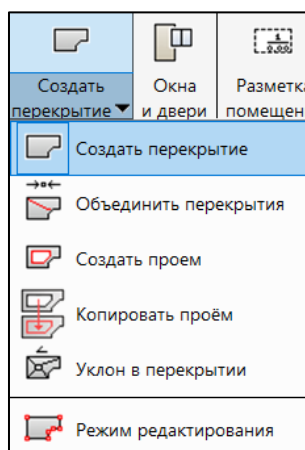 Создать
перекрытие
Окна
и двери
Разметка
помещен
Создать перекрытие
Объединить перекрытия
Создать проем
Копировать проём
Уклон в перекрытии
Режим редактирования